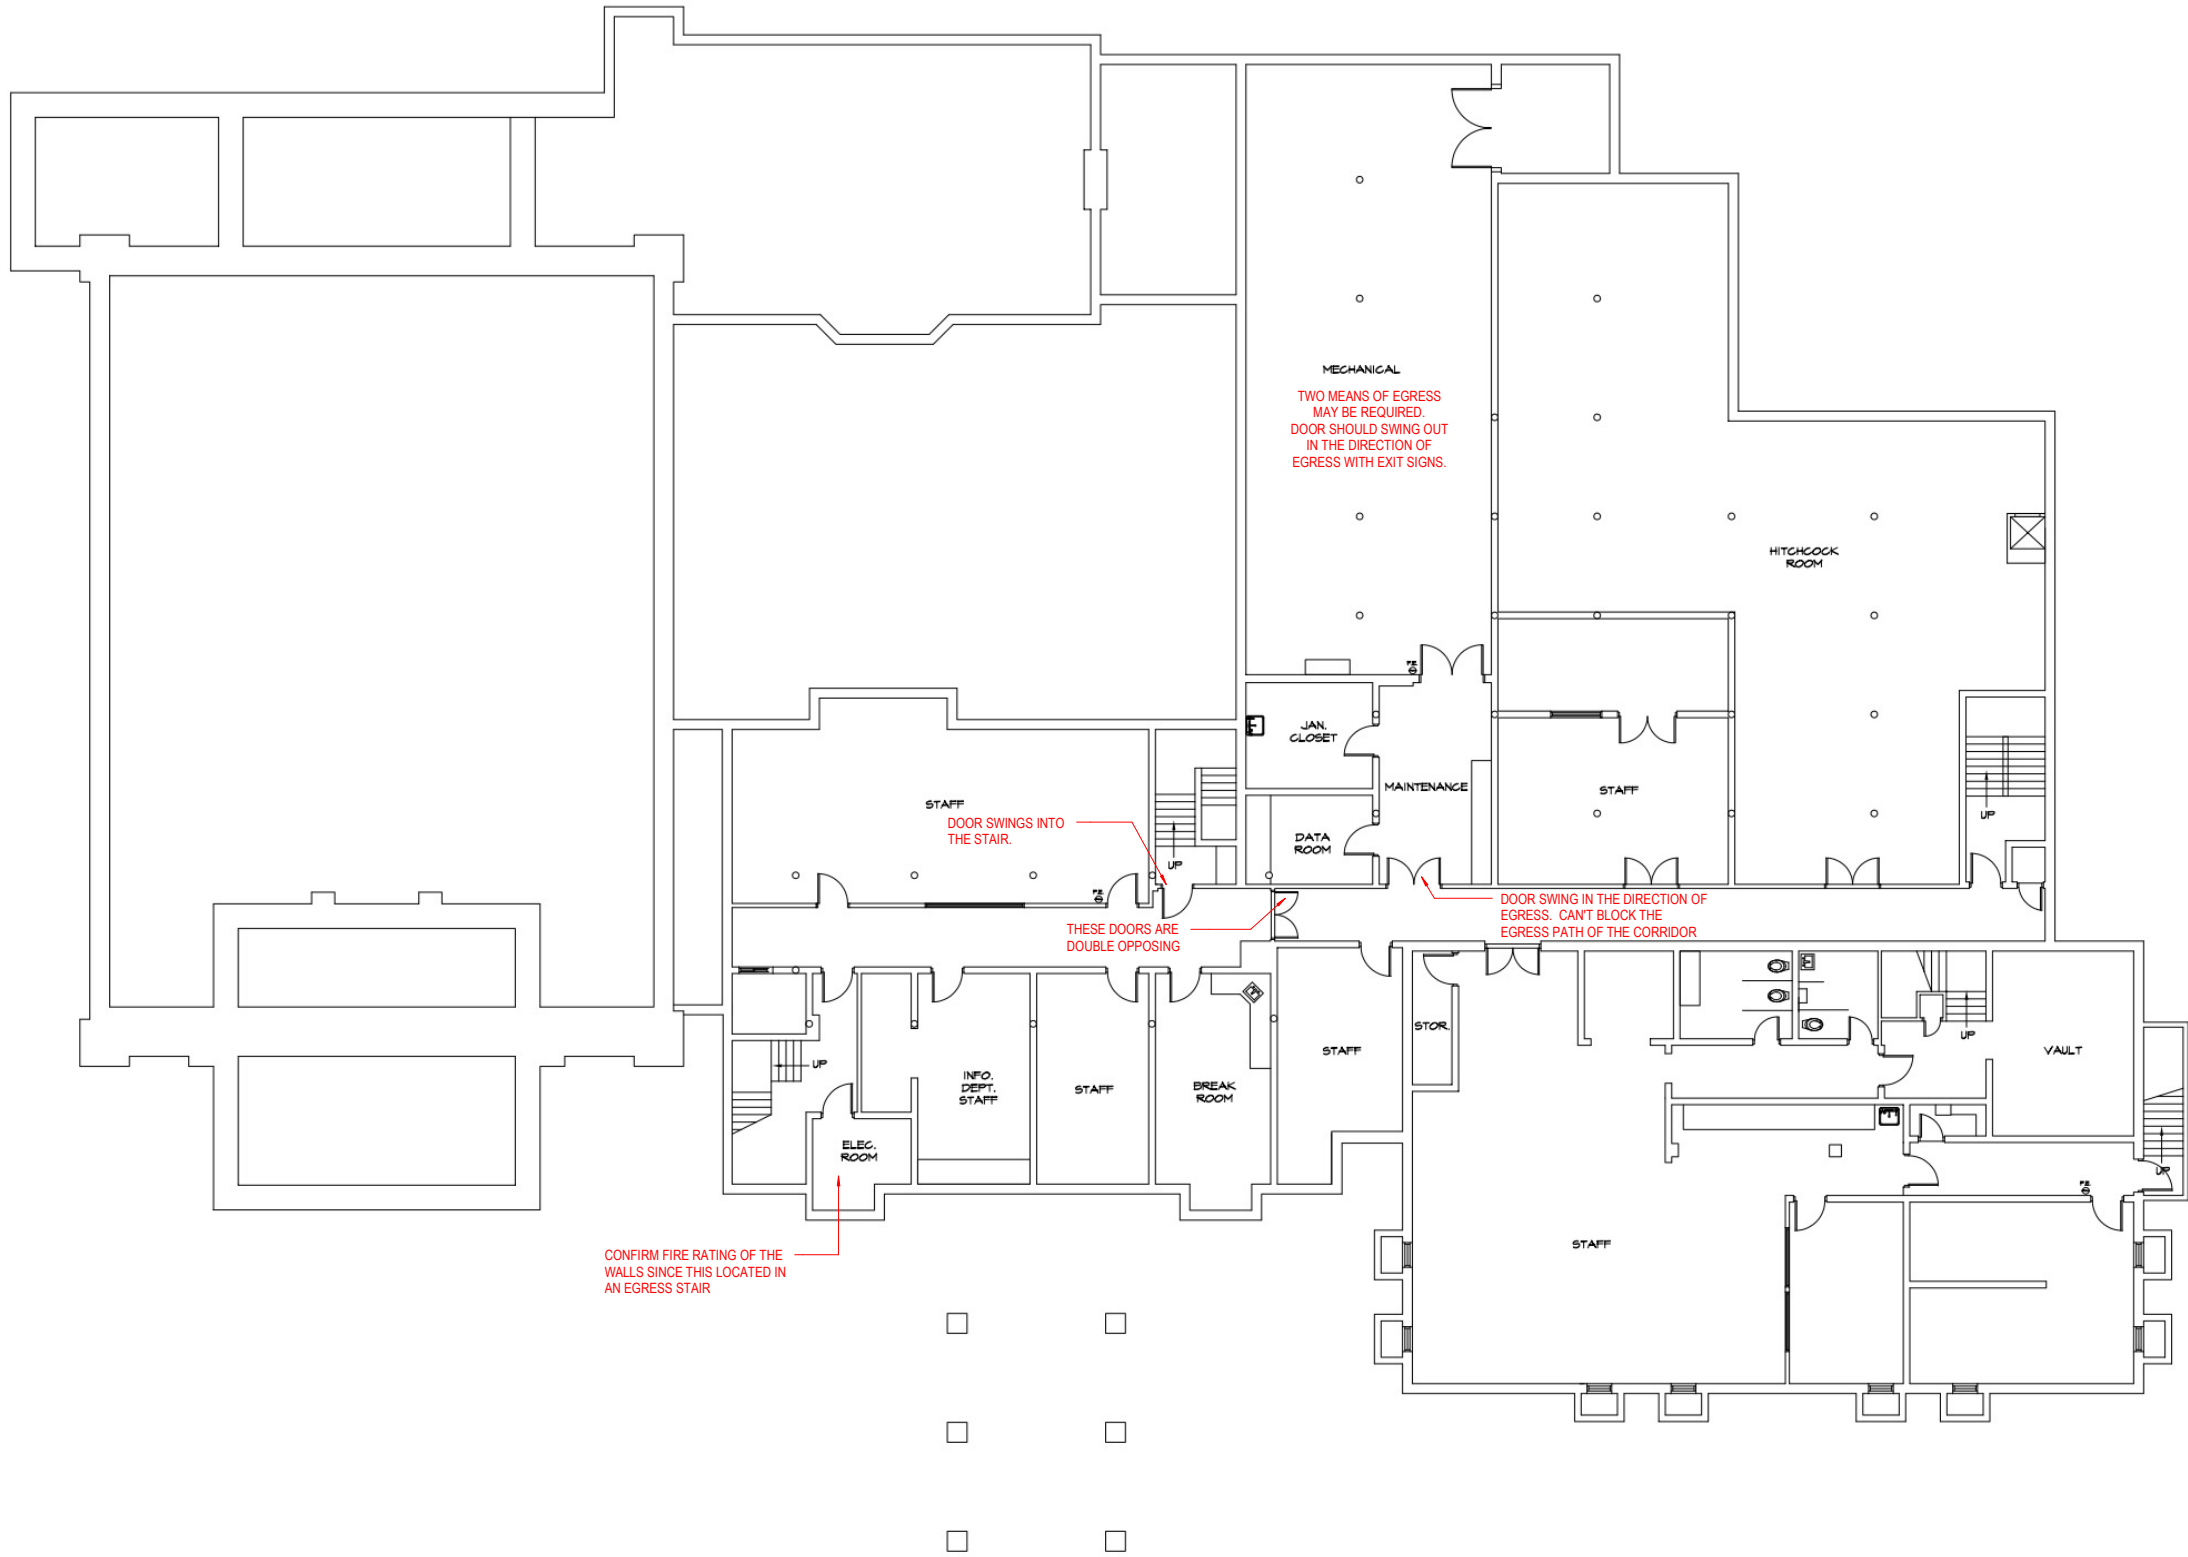 MECHANICAL
TWO MEANS OF EGRESS
MAY BE REQUIRED.
DOOR SHOULD SWING OUT
IN THE DIRECTION OF
EGRESS WITH EXIT SIGNS.
HITCHCOCK
ROOM
F.E.
JAN.
CLOSET
MAINTENANCE
STAFF
STAFF
DOOR SWINGS INTO
THE STAIR.
UP
DATA
ROOM
UP
F.E.
THESE DOORS ARE
DOUBLE OPPOSING
DOOR SWING IN THE DIRECTION OF
EGRESS.  CAN'T BLOCK THE
EGRESS PATH OF THE CORRIDOR
STOR.
UP
VAULT
STAFF
UP
INFO.
DEPT.
STAFF
STAFF
BREAK
ROOM
ELEC.
ROOM
UP
F.E.
STAFF
CONFIRM FIRE RATING OF THE
WALLS SINCE THIS LOCATED IN
AN EGRESS STAIR